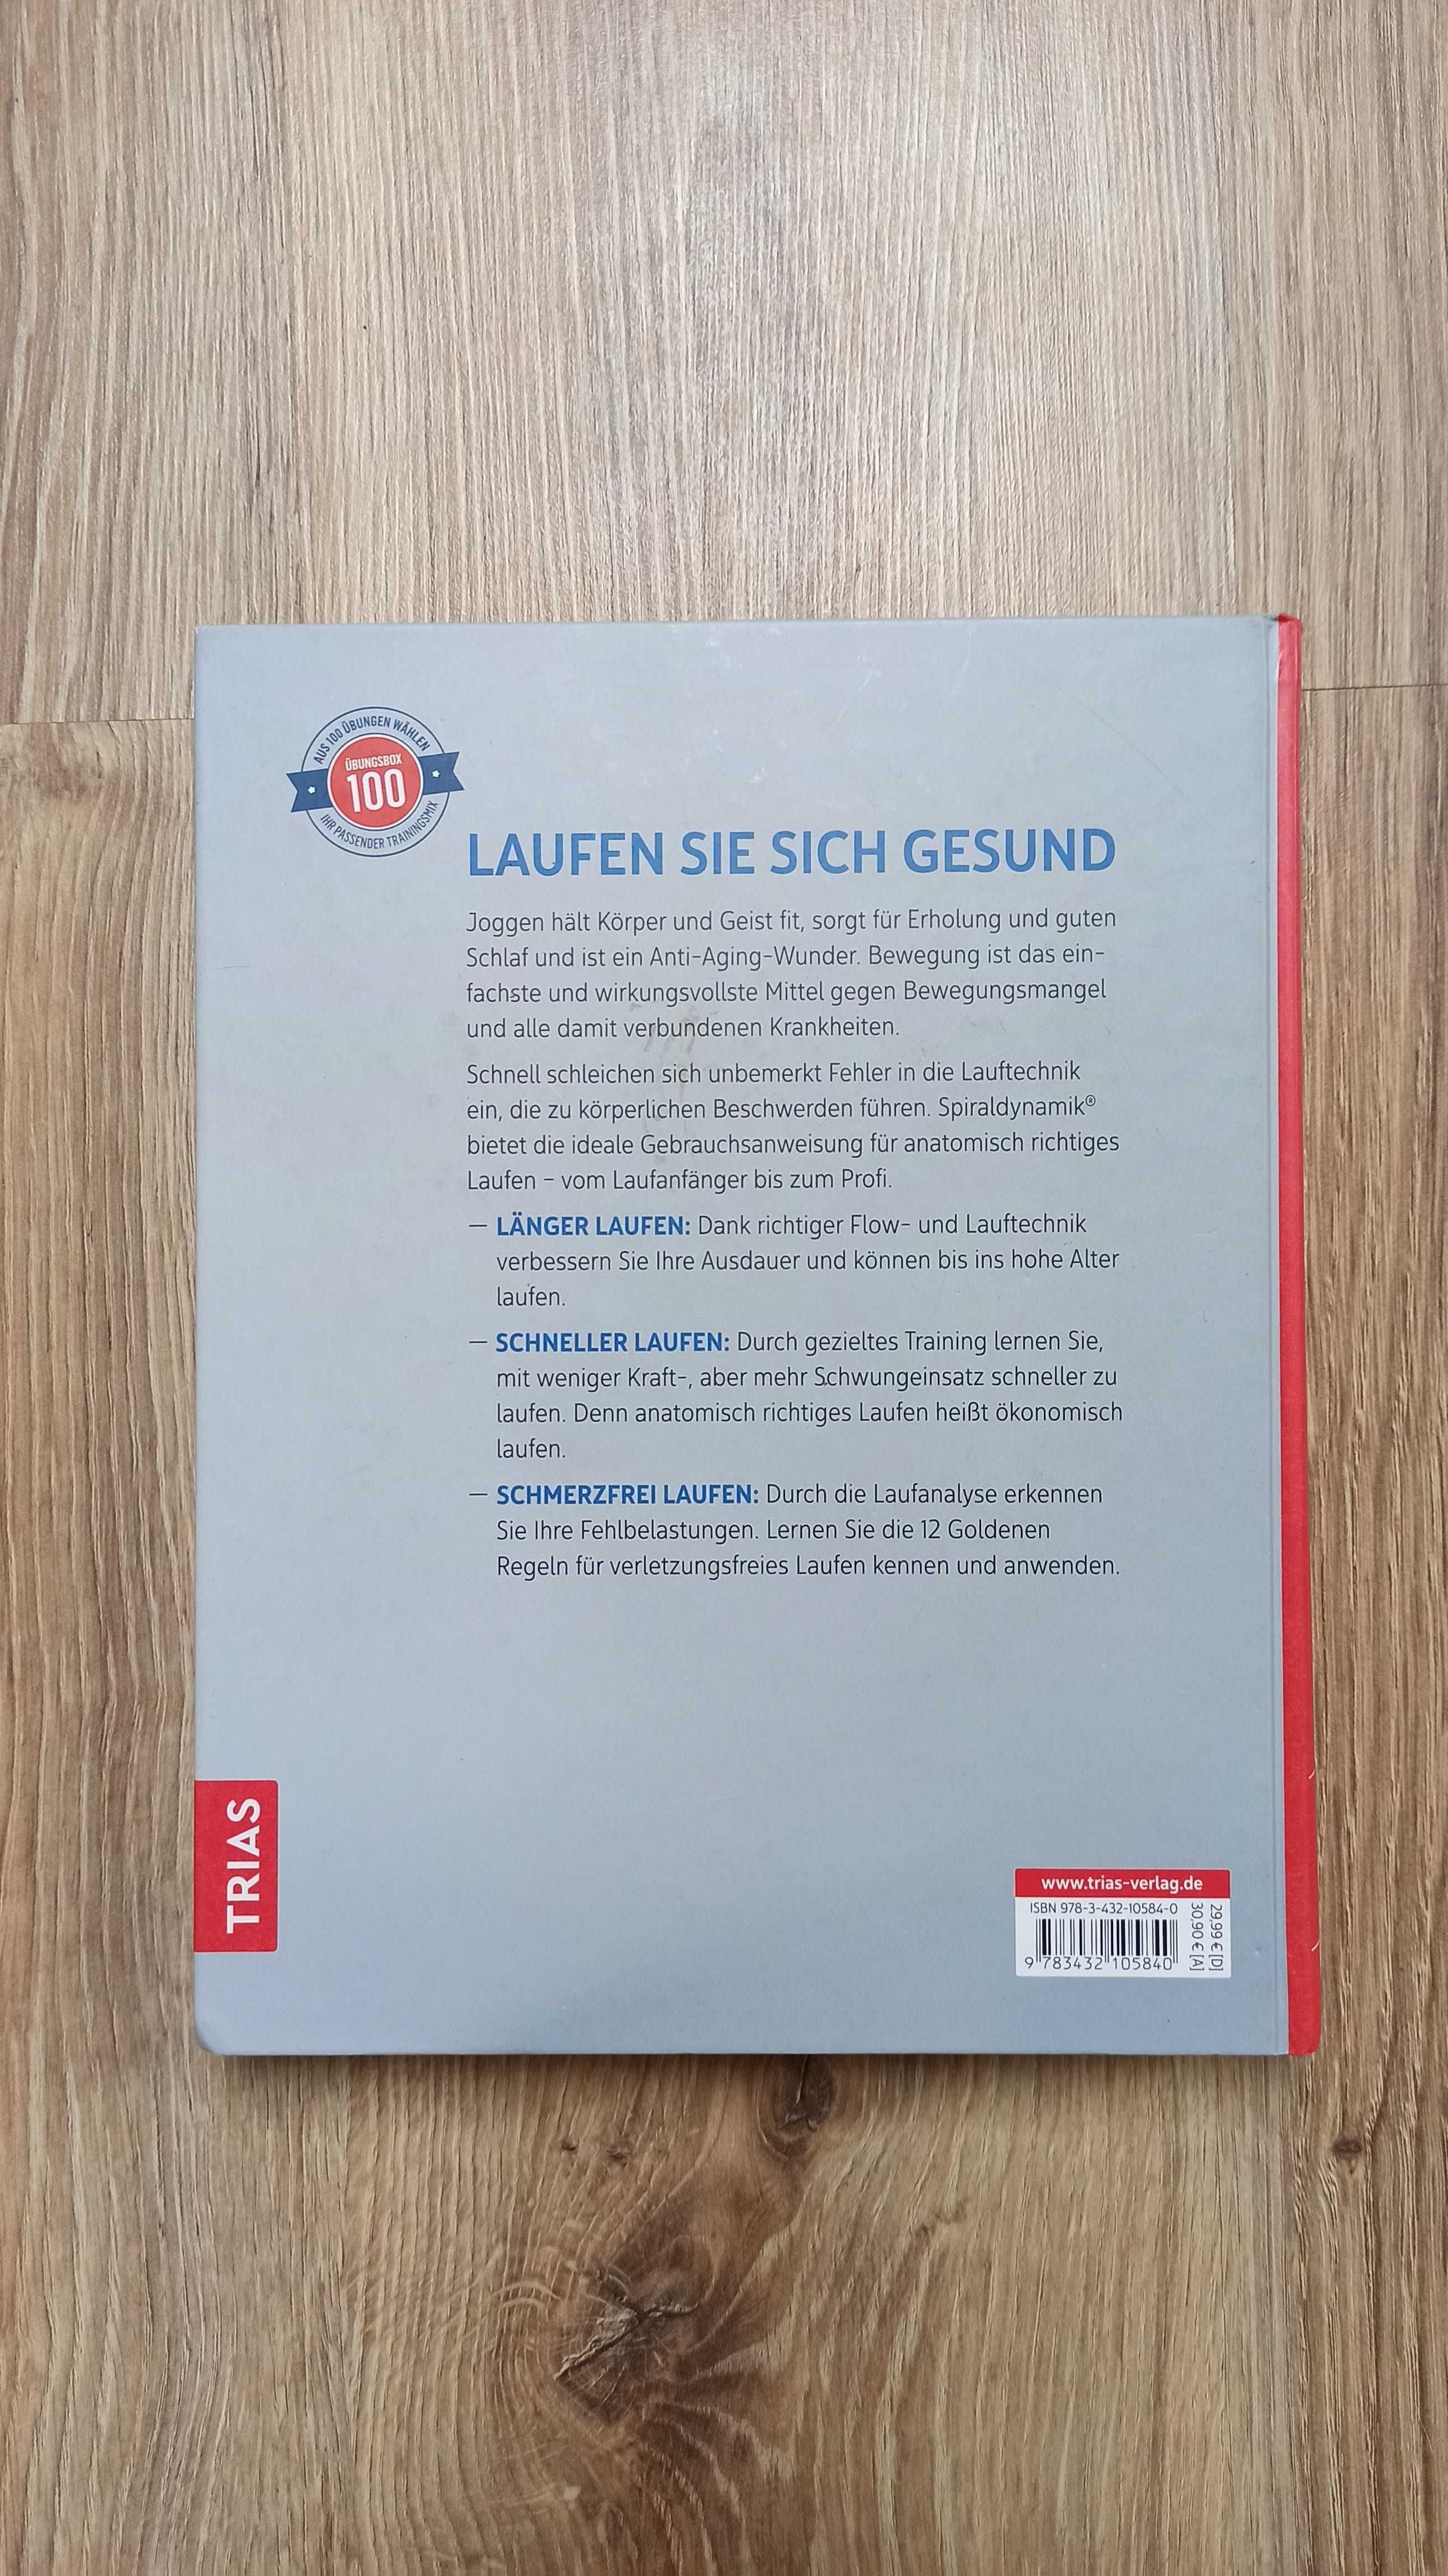 AUS 100 ÜBUNGEN WÄHLEN
ÜBUNGSBOX
100
IHR PASSENDER TRAININGSMIX
LAUFEN SIE SICH GESUND
Joggen hält Körper und Geist fit, sorgt für Erholung und guten
Schlaf und ist ein Anti-Aging-Wunder. Bewegung ist das ein-
fachste und wirkungsvollste Mittel gegen Bewegungsmangel
und alle damit verbundenen Krankheiten.
Schnell schleichen sich unbemerkt Fehler in die Lauftechnik
ein, die zu körperlichen Beschwerden führen. Spiraldynamik®
bietet die ideale Gebrauchsanweisung für anatomisch richtiges
Laufen – vom Laufanfänger bis zum Profi.
— LÄNGER LAUFEN: Dank richtiger Flow- und Lauftechnik
verbessern Sie Ihre Ausdauer und können bis ins hohe Alter
laufen.
— SCHNELLER LAUFEN: Durch gezieltes Training lernen Sie,
mit weniger Kraft-, aber mehr Schwungeinsatz schneller zu
laufen. Denn anatomisch richtiges Laufen heißt ökonomisch
laufen.
— SCHMERZFREI LAUFEN: Durch die Laufanalyse erkennen
Sie Ihre Fehlbelastungen. Lernen Sie die 12 Goldenen
Regeln für verletzungsfreies Laufen kennen und anwenden.
TRIAS
www.trias-verlag.de
ISBN 978-3-432-10584-0
9 783432 105840
29,99 € [D]
30,90 € [A]